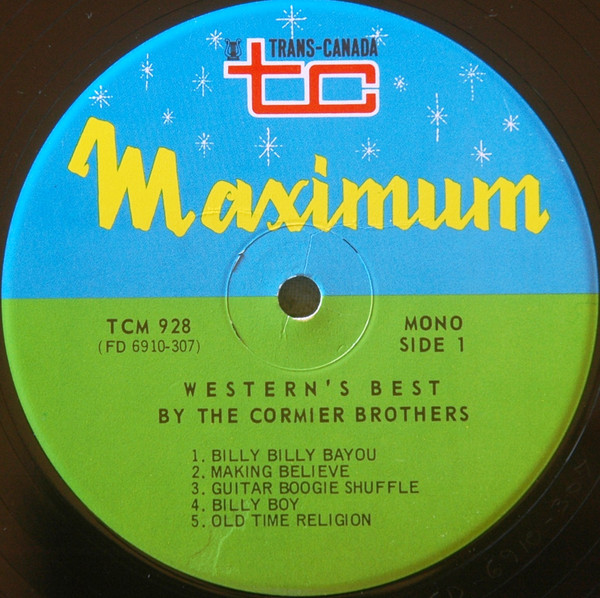 TRANS-CANADA
tc
Maximum
TCM 928
(FD 6910-307)
MONO
SIDE 1
WESTERN'S BEST
BY THE CORMIER BROTHERS
1. BILLY BILLY BAYOU
2. MAKING BELIEVE
3. GUITAR BOOGIE SHUFFLE
4. BILLY BOY
5. OLD TIME RELIGION